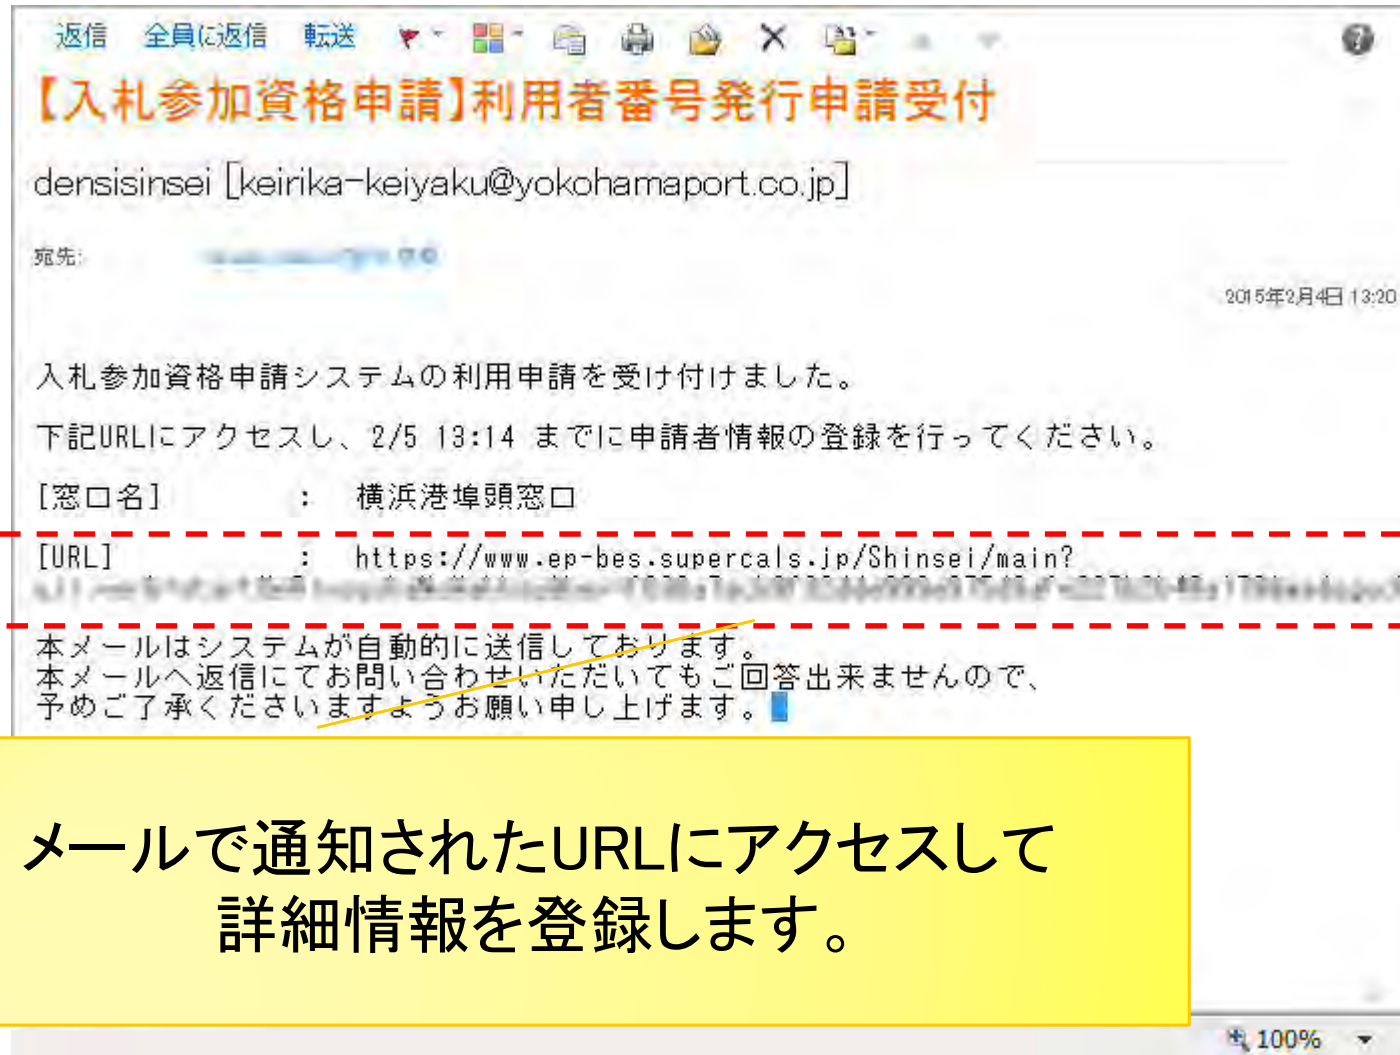 返信 全員に返信 転送
【入札参加資格申請】利用者番号発行申請受付
densisinsei [keirika-keiyaku@yokohamaport.co.jp]
宛先:
2015年2月4日 13:20
入札参加資格申請システムの利用申請を受け付けました。
下記URLにアクセスし、2/5 13:14 までに申請者情報の登録を行ってください。
[窓口名] : 横浜港埠頭窓口
[URL] : https://www.ep-bes.supercals.jp/Shinsei/main?
本メールはシステムが自動的に送信しております。
本メールへ返信にてお問い合わせいただいてもご回答出来ませんので、
予めご了承くださいますようお願い申し上げます。
メールで通知されたURLにアクセスして
詳細情報を登録します。
100%